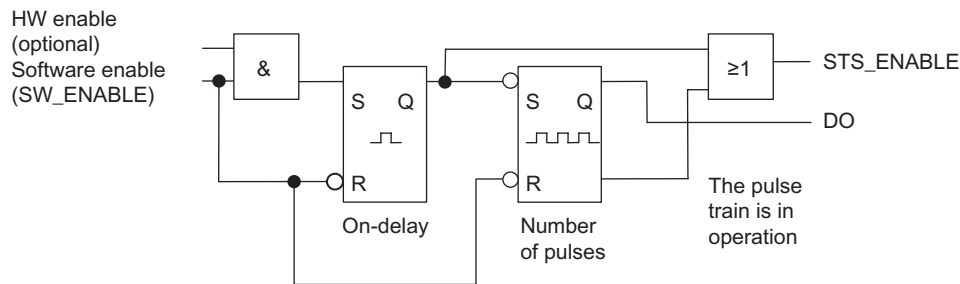 HW enable
(optional)
Software enable
(SW_ENABLE)
&
S Q
R
On-delay
S Q
R
Number
of pulses
≥1
STS_ENABLE
DO
The pulse
train is in
operation